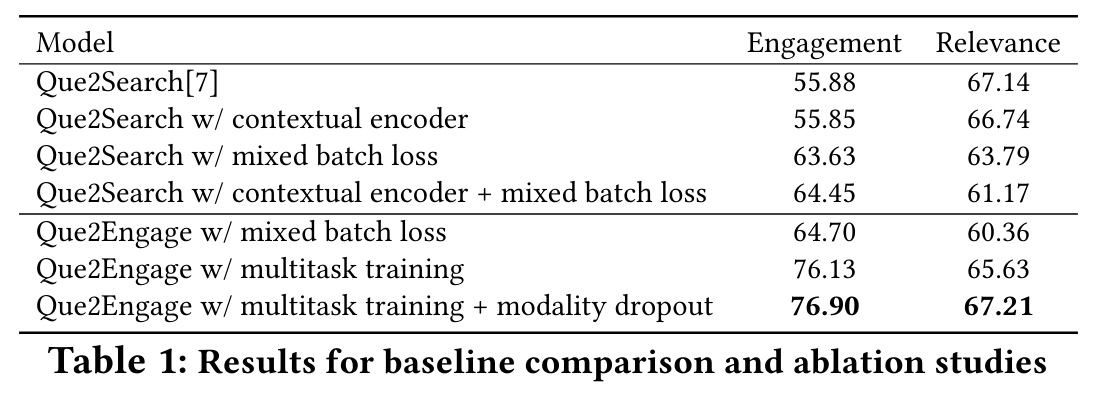 Model Engagement Relevance
Que2Search[7] 55.88 67.14
Que2Search w/ contextual encoder 55.85 66.74
Que2Search w/ mixed batch loss 63.63 63.79
Que2Search w/ contextual encoder + mixed batch loss 64.45 61.17
Que2Engage w/ mixed batch loss 64.70 60.36
Que2Engage w/ multitask training 76.13 65.63
Que2Engage w/ multitask training + modality dropout 76.90 67.21
Table 1: Results for baseline comparison and ablation studies